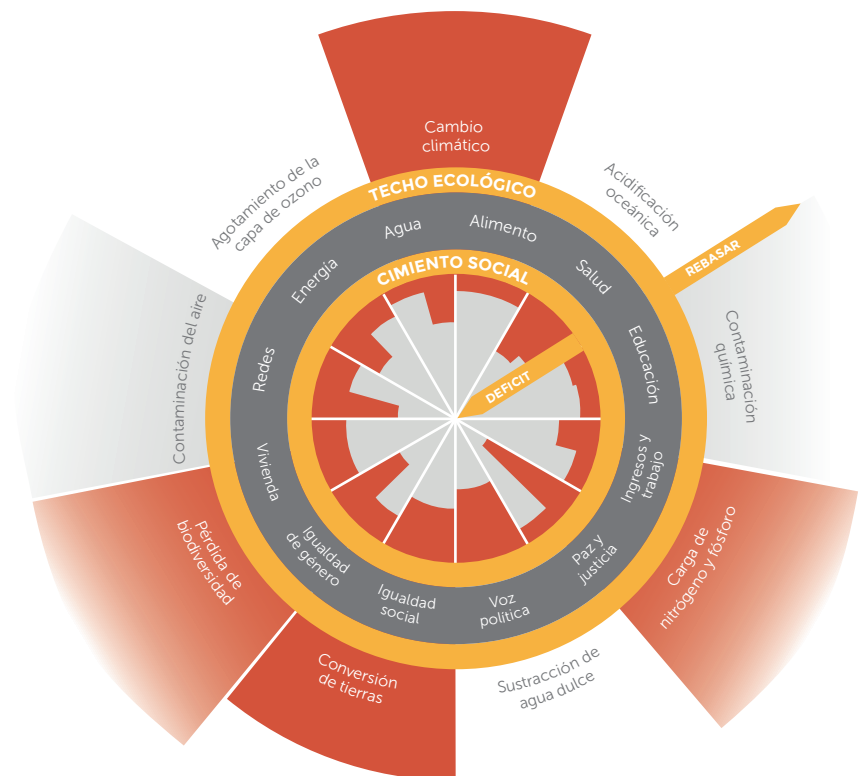 Cambio
climático
Acidificación
oceánica
REBASAR
Contaminación
química
Carga de
nitrógeno y fósforo
Sustracción de
agua dulce
Conversión
de tierras
Pérdida de
biodiversidad
Contaminación del aire
Agotamiento de la
capa de ozono
TECHO ECOLÓGICO
Agua
Alimento
Salud
Educación
Ingresos y
trabajo
Paz y
justicia
Voz
política
Igualdad
social
Igualdad
de género
Vivienda
Redes
Energía
CIMIENTO SOCIAL
DEFICIT